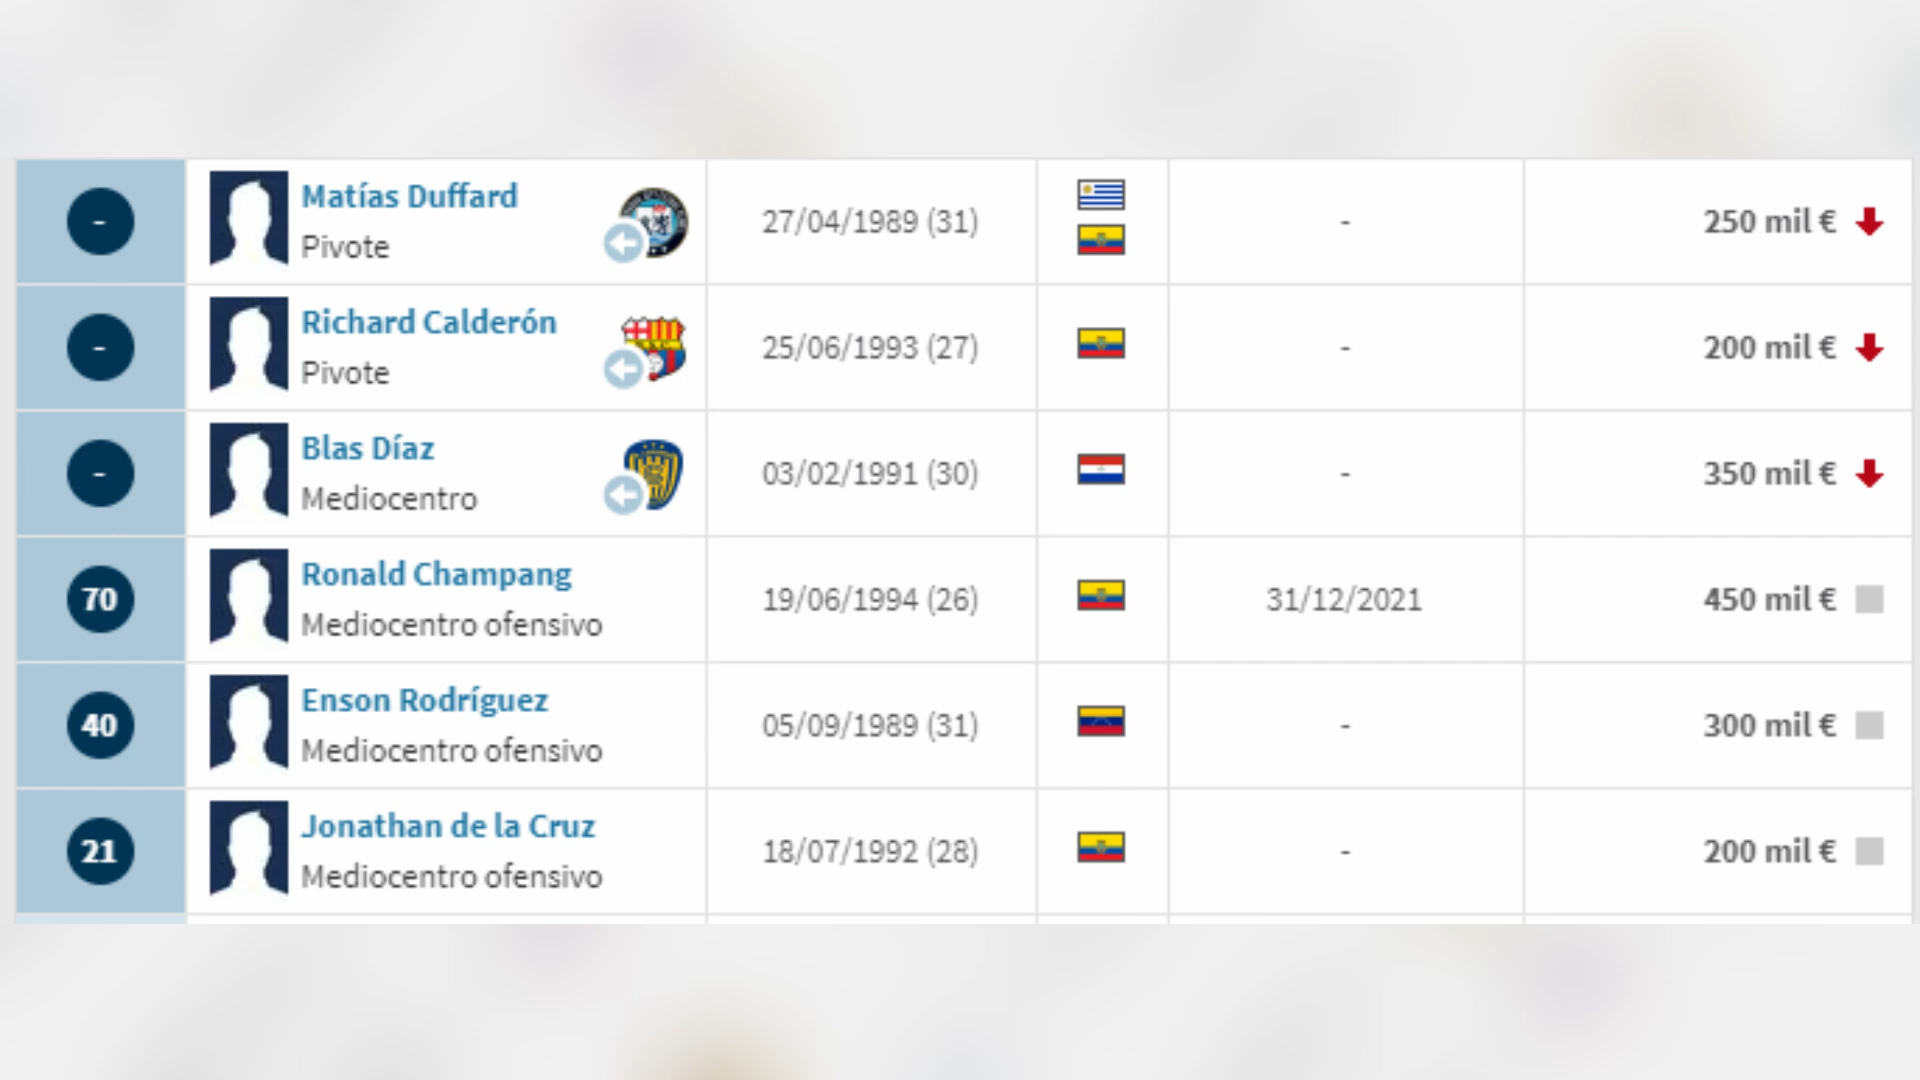 -
Matías Duffard
Pivote
27/04/1989 (31)
-
250 mil €
-
Richard Calderón
Pivote
25/06/1993 (27)
-
200 mil €
-
Blas Díaz
Mediocentro
03/02/1991 (30)
-
350 mil €
70
Ronald Champang
Mediocentro ofensivo
19/06/1994 (26)
31/12/2021
450 mil €
40
Enson Rodríguez
Mediocentro ofensivo
05/09/1989 (31)
-
300 mil €
21
Jonathan de la Cruz
Mediocentro ofensivo
18/07/1992 (28)
-
200 mil €